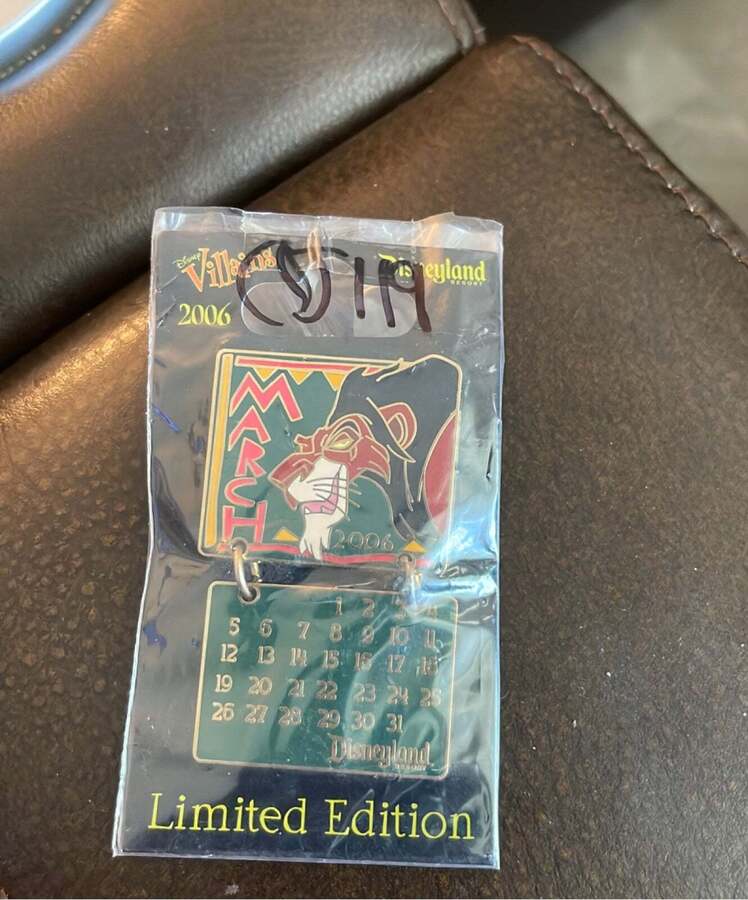 Disney Villains Disneyland
RESORT
2006
119
MARCH
2006
1 2 3 4
5 6 7 8 9 10 11
12 13 14 15 16 17 18
19 20 21 22 23 24 25
26 27 28 29 30 31
Disneyland
RESORT
Limited Edition